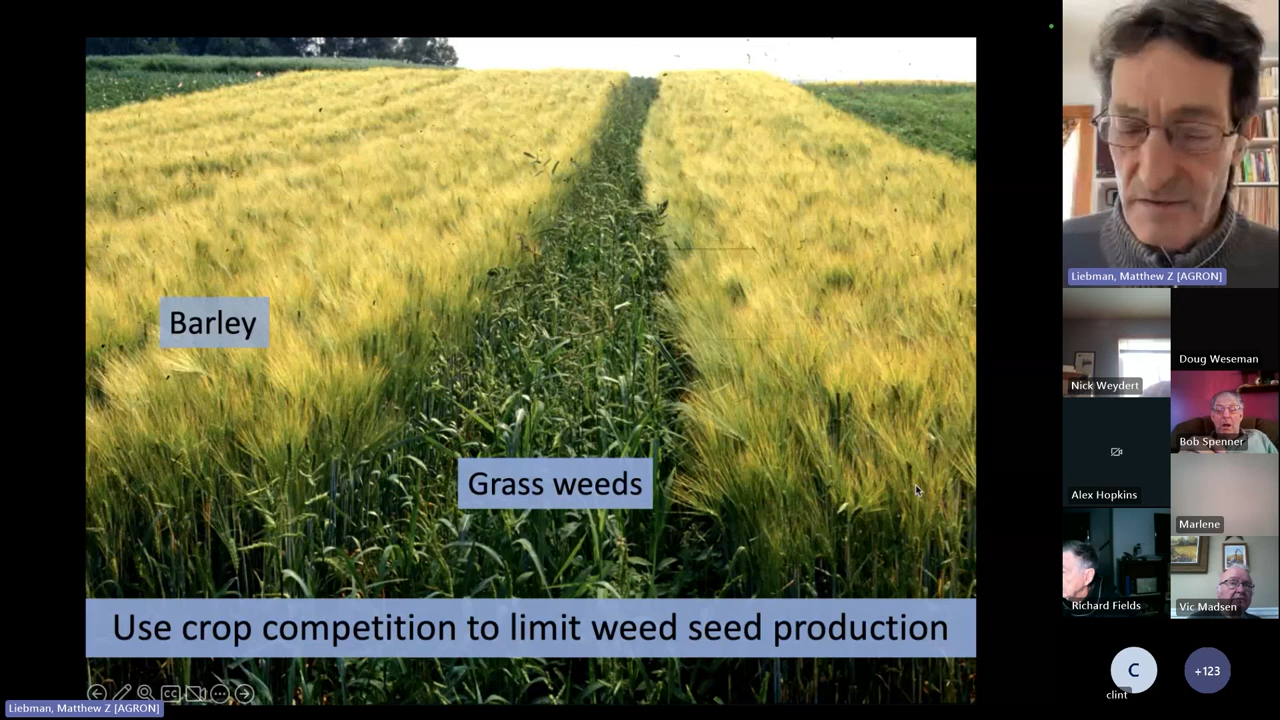 Barley
Grass weeds
Use crop competition to limit weed seed production
CC
Liebman, Matthew Z [AGRON]
Liebman, Matthew Z [AGRON]
Nick Weydert
Doug Weseman
Bob Spenner
Alex Hopkins
Marlene
Richard Fields
Vic Madsen
C
clint
+123